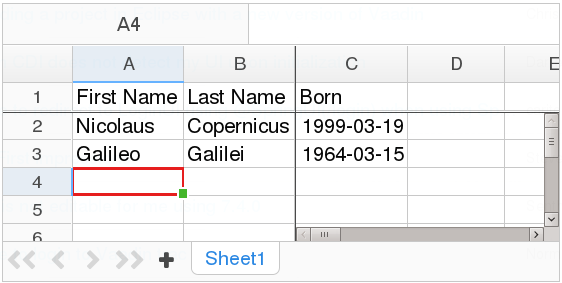 A4
A B C D E
1 First Name Last Name Born
2 Nicolaus Copernicus 1999-03-19
3 Galileo Galilei 1964-03-15
4
5
6
Sheet1